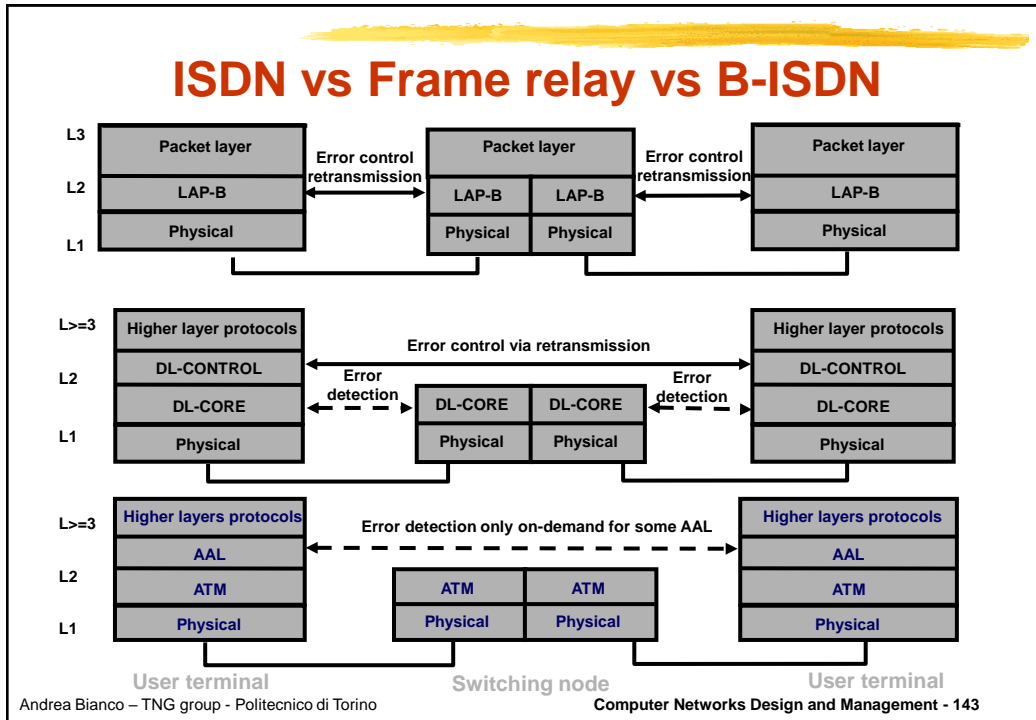 ISDN vs Frame relay vs B-ISDN
L3
L2
L1
Packet layer
LAP-B
Physical
Error control
retransmission
Packet layer
LAP-B LAP-B
Physical Physical
Error control
retransmission
Packet layer
LAP-B
Physical
L>=3
L2
L1
Higher layer protocols
DL-CONTROL
DL-CORE
Physical
Error control via retransmission
Error
detection
DL-CORE DL-CORE
Physical Physical
Error
detection
Higher layer protocols
DL-CONTROL
DL-CORE
Physical
L>=3
L2
L1
Higher layers protocols
AAL
ATM
Physical
Error detection only on-demand for some AAL
ATM ATM
Physical Physical
Higher layers protocols
AAL
ATM
Physical
User terminal Switching node User terminal
Andrea Bianco – TNG group - Politecnico di Torino
Computer Networks Design and Management - 143